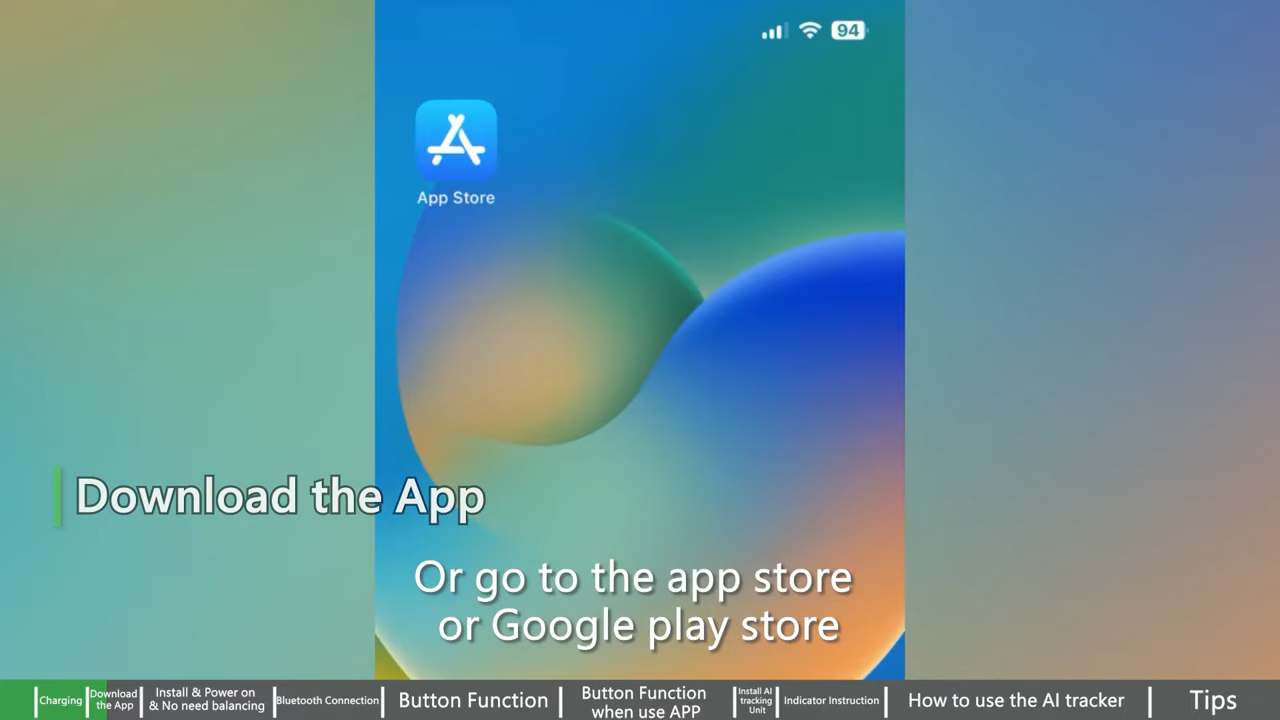 94
App Store
Download the App
Or go to the app store
or Google play store
Charging
Download
the App
Install & Power on
& No need balancing
Bluetooth Connection
Button Function
Button Function
when use APP
Install AI
tracking
Unit
Indicator Instruction
How to use the AI tracker
Tips